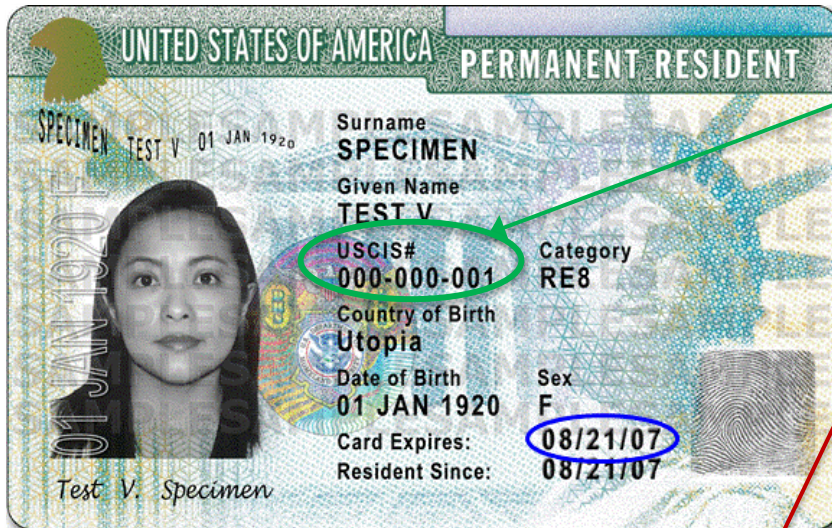 UNITED STATES OF AMERICA
PERMANENT RESIDENT
SPECIMEN TEST V 01 JAN 1920
Surname
SPECIMEN
Given Name
TEST V
USCIS#
000-000-001
Category
RE8
Country of Birth
Utopia
Date of Birth
01 JAN 1920
Sex
F
Card Expires:
08/21/07
Resident Since:
08/21/07
01 JAN 1920 F
Test V. Specimen